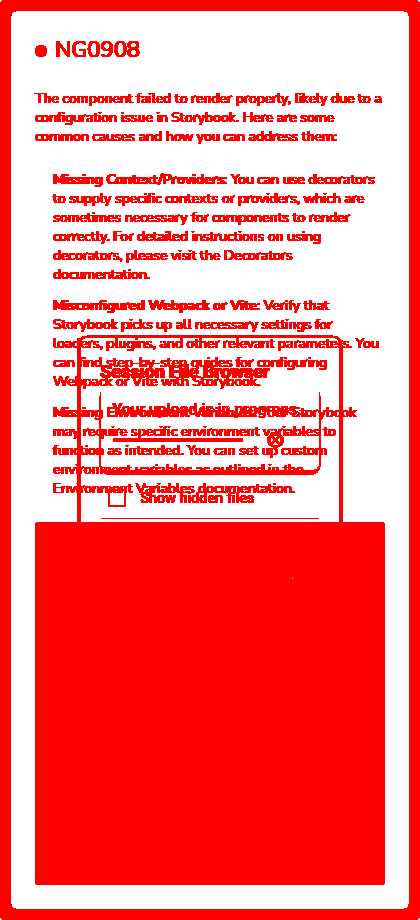 NG0908
The component failed to render properly, likely due to a
configuration issue in Storybook. Here are some
common causes and how you can address them:
Missing Context/Providers: You can use decorators
to supply specific contexts or providers, which are
sometimes necessary for components to render
correctly. For detailed instructions on using
decorators, please visit the Decorators
documentation.
Misconfigured Webpack or Vite: Verify that
Storybook picks up all necessary settings for
loaders, plugins, and other relevant parameters. You
can find step-by-step guides for configuring
Session File Browser
Webpack or Vite with Storybook.
Your upload is in progress
Missing Environment Variables: Your Storybook
may require specific environment variables to
function as intended. You can set up custom
environment variables as outlined in the
Environment Variables documentation.
Show hidden files